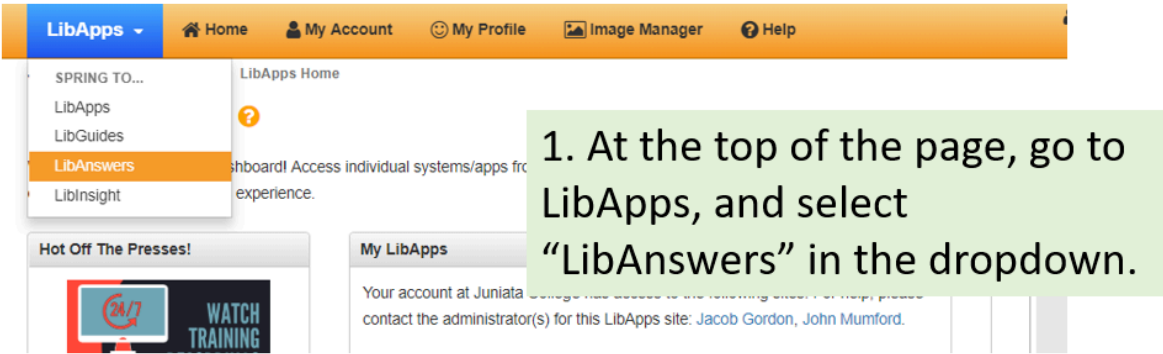 LibApps
Home
My Account
My Profile
Image Manager
Help
SPRING TO...
LibApps Home
LibApps
LibGuides
LibAnswers
LibInsight
shboard! Access individual systems/apps fro
experience.
1. At the top of the page, go to
LibApps, and select
“LibAnswers” in the dropdown.
Hot Off The Presses!
24/7
WATCH
TRAINING
My LibApps
Your account at Juniata
contact the administrator(s) for this LibApps site: Jacob Gordon, John Mumford.